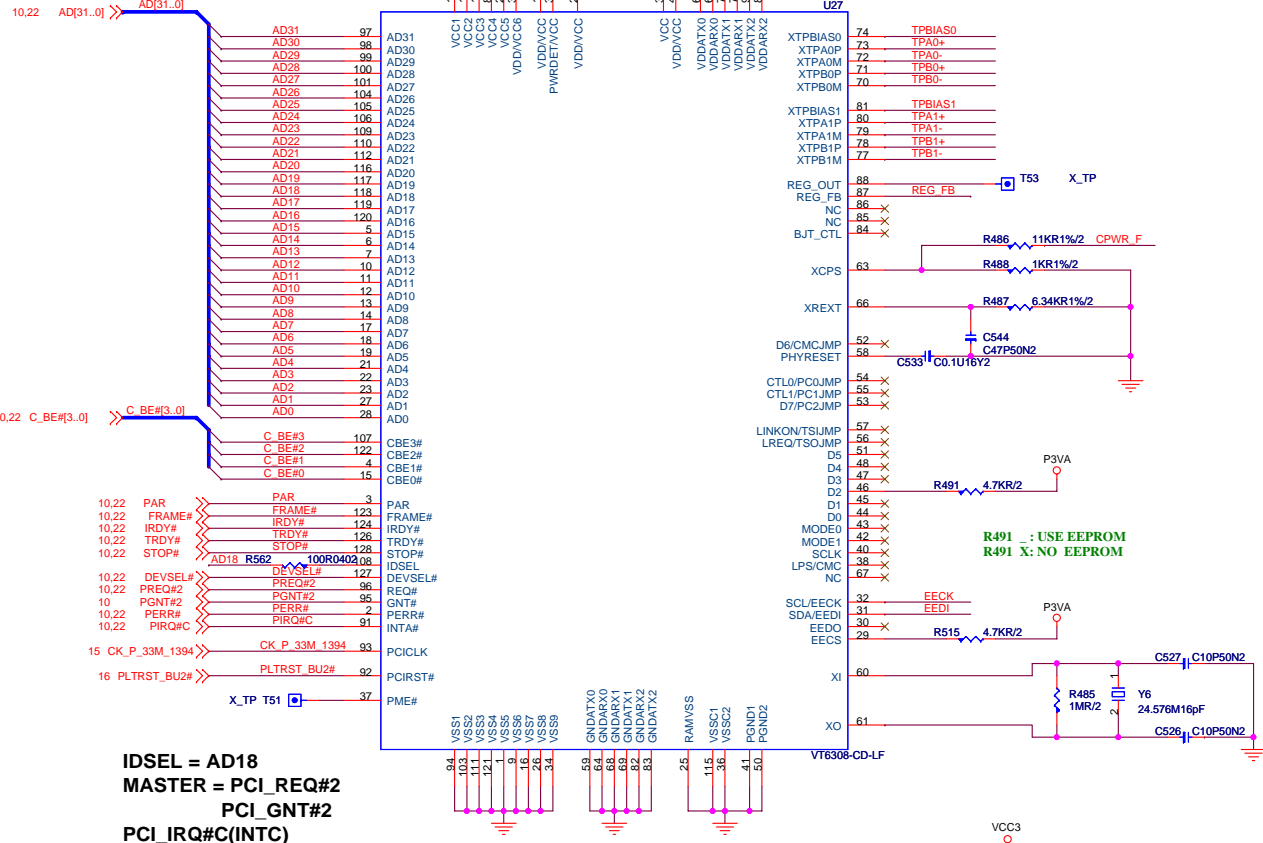 AD[31..0]
10,22 AD[31..0]
U27
VCC1 VCC2 VCC3 VCC4 VCC5 VDD/VCC6 VDD/VCC PWRDET/VCC VDD/VCC VCC VDD/VCC VDDATX0 VDDARX0 VDDATX1 VDDARX1 VDDATX2 VDDARX2
AD31 97 AD31
AD30 98 AD30
AD29 99 AD29
AD28 100 AD28
AD27 101 AD27
AD26 104 AD26
AD25 105 AD25
AD24 106 AD24
AD23 109 AD23
AD22 110 AD22
AD21 112 AD21
AD20 116 AD20
AD19 117 AD19
AD18 118 AD18
AD17 119 AD17
AD16 120 AD16
AD15 5 AD15
AD14 6 AD14
AD13 7 AD13
AD12 10 AD12
AD11 11 AD11
AD10 12 AD10
AD9 13 AD9
AD8 14 AD8
AD7 17 AD7
AD6 18 AD6
AD5 19 AD5
AD4 21 AD4
AD3 22 AD3
AD2 23 AD2
AD1 27 AD1
AD0 28 AD0
0,22 C_BE#[3..0] C_BE#[3..0]
C_BE#3 107 CBE3#
C_BE#2 122 CBE2#
C_BE#1 4 CBE1#
C_BE#0 15 CBE0#
10,22 PAR PAR 3 PAR
10,22 FRAME# FRAME# 123 FRAME#
10,22 IRDY# IRDY# 124 IRDY#
10,22 TRDY# TRDY# 126 TRDY#
10,22 STOP# STOP# 128 STOP#
AD18 R562 100R0402 108 IDSEL
10,22 DEVSEL# DEVSEL# 127 DEVSEL#
10,22 PREQ#2 PREQ#2 96 REQ#
10 PGNT#2 PGNT#2 95 GNT#
10,22 PERR# PERR# 2 PERR#
10,22 PIRQ#C PIRQ#C 91 INTA#
15 CK_P_33M_1394 CK_P_33M_1394 93 PCICLK
16 PLTRST_BU2# PLTRST_BU2# 92 PCIRST#
X_TP T51 37 PME#
XTPBIAS0 74 TPBIAS0
XTPA0P 73 TPA0+
XTPA0M 72 TPA0-
XTPB0P 71 TPB0+
XTPB0M 70 TPB0-
XTPBIAS1 81 TPBIAS1
XTPA1P 80 TPA1+
XTPA1M 79 TPA1-
XTPB1P 78 TPB1+
XTPB1M 77 TPB1-
REG_OUT 88 T53 X_TP
REG_FB 87 REG_FB
NC 86
NC 85
BJT_CTL 84
R486 11KR1%/2 CPWR_F
XCPS 63 R488 1KR1%/2
XREXT 66 R487 6.34KR1%/2
C544
C47P50N2
D6/CMCJMP 52
PHYRESET 58 C533 C0.1U16Y2
CTL0/PC0JMP 54
CTL1/PC1JMP 55
D7/PC2JMP 53
LINKON/TSIJMP 57
LREQ/TSOJMP 56
D5 51
D4 48
D3 47
D2 46 R491 4.7KR/2 P3VA
D1 45
D0 44
MODE0 43
MODE1 42
SCLK 40
LPS/CMC 38
NC 67
R491 _ : USE EEPROM
R491 X: NO EEPROM
SCL/EECK 32 EECK
SDA/EEDI 31 EEDI
EEDO 30
EECS 29 R515 4.7KR/2 P3VA
XI 60
C527 C10P50N2
R485
1MR/2
1 Y6
2 24.576M16pF
XO 61
C526 C10P50N2
VSS1 VSS2 VSS3 VSS4 VSS5 VSS6 VSS7 VSS8 VSS9 GNDATX0 GNDARX0 GNDATX1 GNDARX1 GNDARX2 GNDATX2 RAMVSS VSSC1 VSSC2 PGND1 PGND2
94 103 111 121 1 9 16 26 34 59 64 68 69 82 83 25 115 36 41 50
VT6308-CD-LF
IDSEL = AD18
MASTER = PCI_REQ#2
PCI_GNT#2
PCI_IRQ#C(INTC)
VCC3